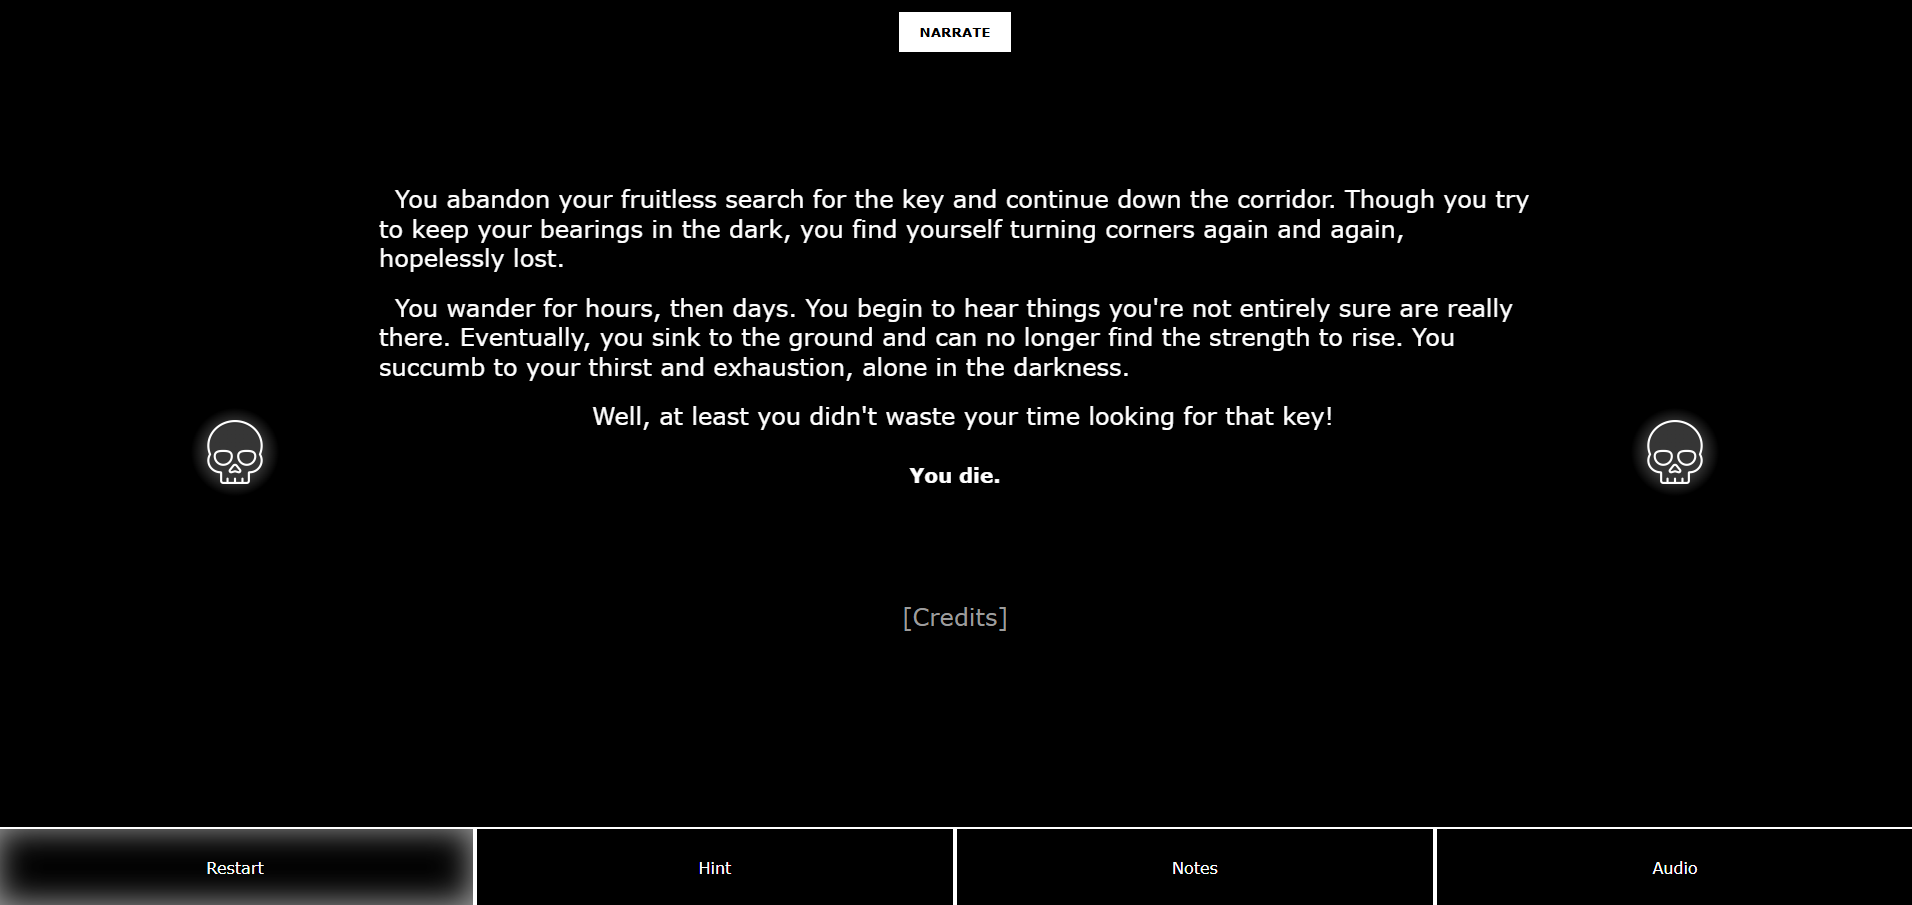 NARRATE
You abandon your fruitless search for the key and continue down the corridor. Though you try
to keep your bearings in the dark, you find yourself turning corners again and again,
hopelessly lost.
You wander for hours, then days. You begin to hear things you're not entirely sure are really
there. Eventually, you sink to the ground and can no longer find the strength to rise. You
succumb to your thirst and exhaustion, alone in the darkness.
Well, at least you didn't waste your time looking for that key!
You die.
[Credits]
Restart
Hint
Notes
Audio